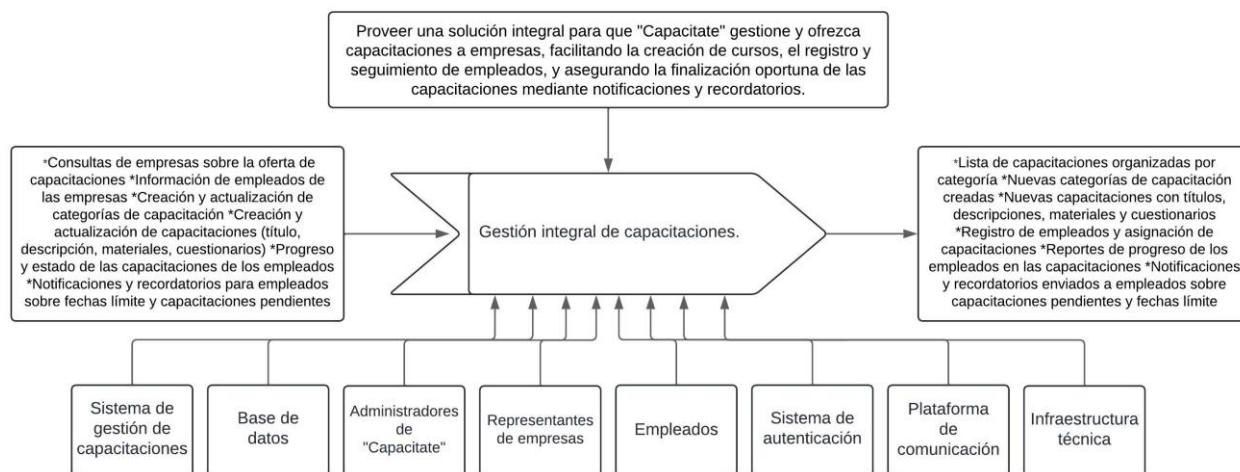 Proveer una solución integral para que "Capacitate" gestione y ofrezca
capacitaciones a empresas, facilitando la creación de cursos, el registro y
seguimiento de empleados, y asegurando la finalización oportuna de las
capacitaciones mediante notificaciones y recordatorios.
*Consultas de empresas sobre la oferta de
capacitaciones *Información de empleados de
las empresas *Creación y actualización de
categorías de capacitación *Creación y
actualización de capacitaciones (título,
descripción, materiales, cuestionarios) *Progreso
y estado de las capacitaciones de los empleados
*Notificaciones y recordatorios para empleados
sobre fechas límite y capacitaciones pendientes
Gestión integral de capacitaciones.
*Lista de capacitaciones organizadas por
categoría *Nuevas categorías de capacitación
creadas *Nuevas capacitaciones con títulos,
descripciones, materiales y cuestionarios
*Registro de empleados y asignación de
capacitaciones *Reportes de progreso de los
empleados en las capacitaciones *Notificaciones
y recordatorios enviados a empleados sobre
capacitaciones pendientes y fechas límite
Sistema de
gestión de
capacitaciones
Base de
datos
Administradores
de
"Capacitate"
Representantes
de empresas
Empleados
Sistema de
autenticación
Plataforma
de
comunicación
Infraestructura
técnica